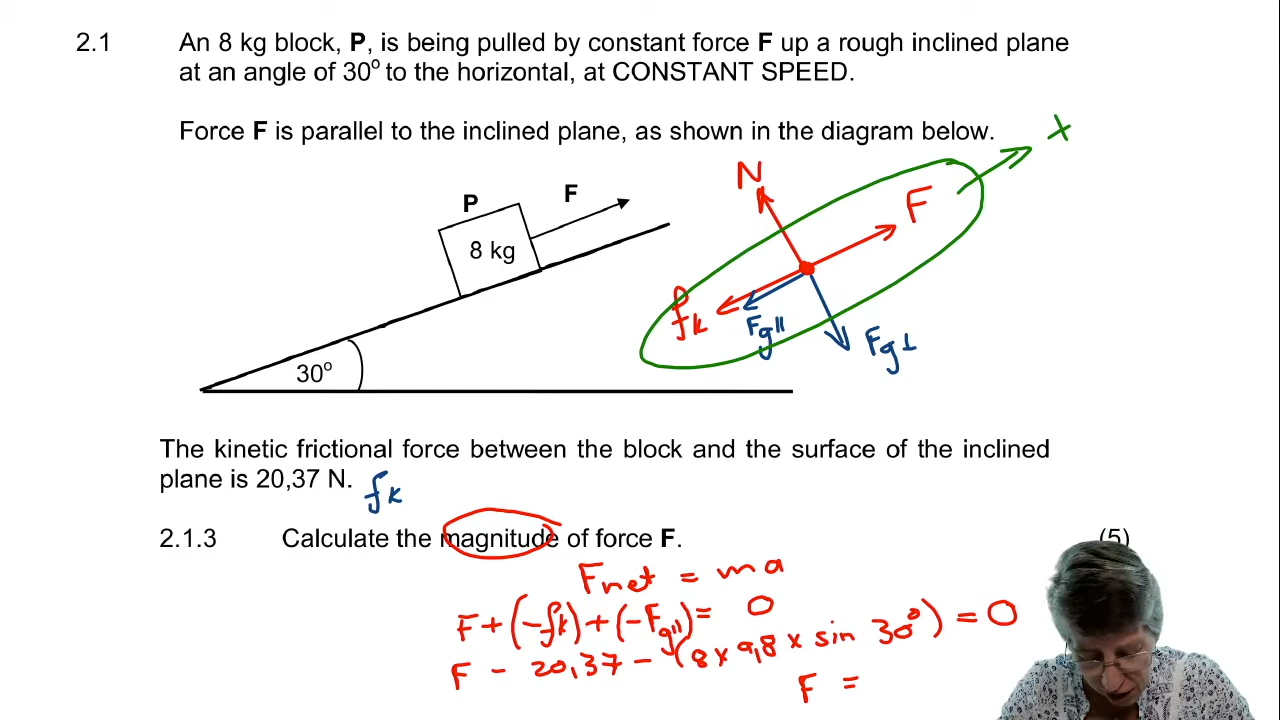 2.1 An 8 kg block, P, is being pulled by constant force F up a rough inclined plane
at an angle of 30° to the horizontal, at CONSTANT SPEED.
Force F is parallel to the inclined plane, as shown in the diagram below.
x
N
F
P
F
8 kg
fk
Fg||
Fg⊥
30°
The kinetic frictional force between the block and the surface of the inclined
plane is 20,37 N.
fk
2.1.3 Calculate the magnitude of force F. (5)
Fnet = ma
F + (-fk) + (-Fg||) = 0
F - 20,37 - (8 x 9,8 x sin 30°) = 0
F =